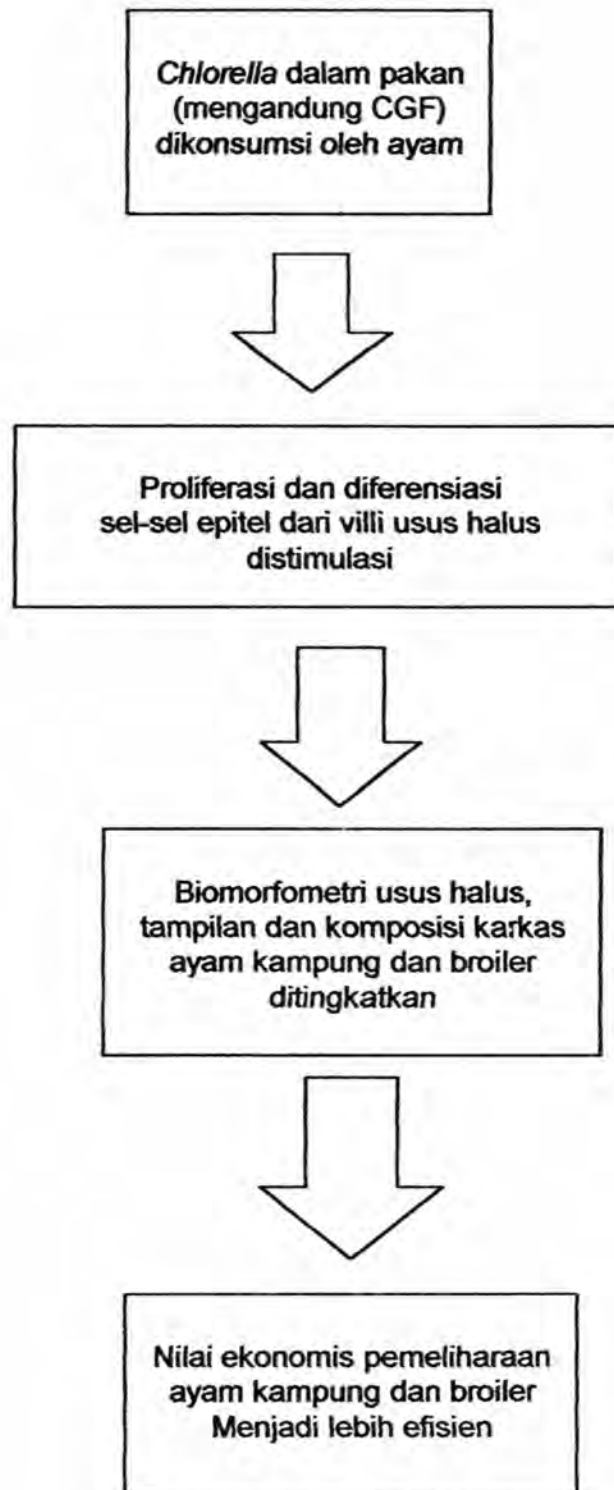 Chlorella dalam pakan
(mengandung CGF)
dikonsumsi oleh ayam
Proliferasi dan diferensiasi
sel-sel epitel dari villi usus halus
distimulasi
Biomorfometri usus halus,
tampilan dan komposisi karkas
ayam kampung dan broiler
ditingkatkan
Nilai ekonomis pemeliharaan
ayam kampung dan broiler
Menjadi lebih efisien